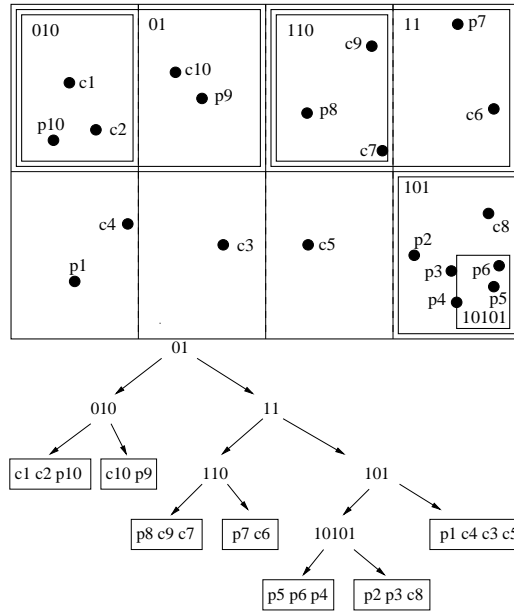 010 01 110 11 p7
c9
c10
c1 p9
p8 c6
p10 c2
c7
101
c4 p2 c8
c3 c5
p1 p3 p6
p4 p5
10101
01
010 11
c1 c2 p10 c10 p9 110 101
p8 c9 c7 p7 c6 10101 p1 c4 c3 c5
p5 p6 p4 p2 p3 c8